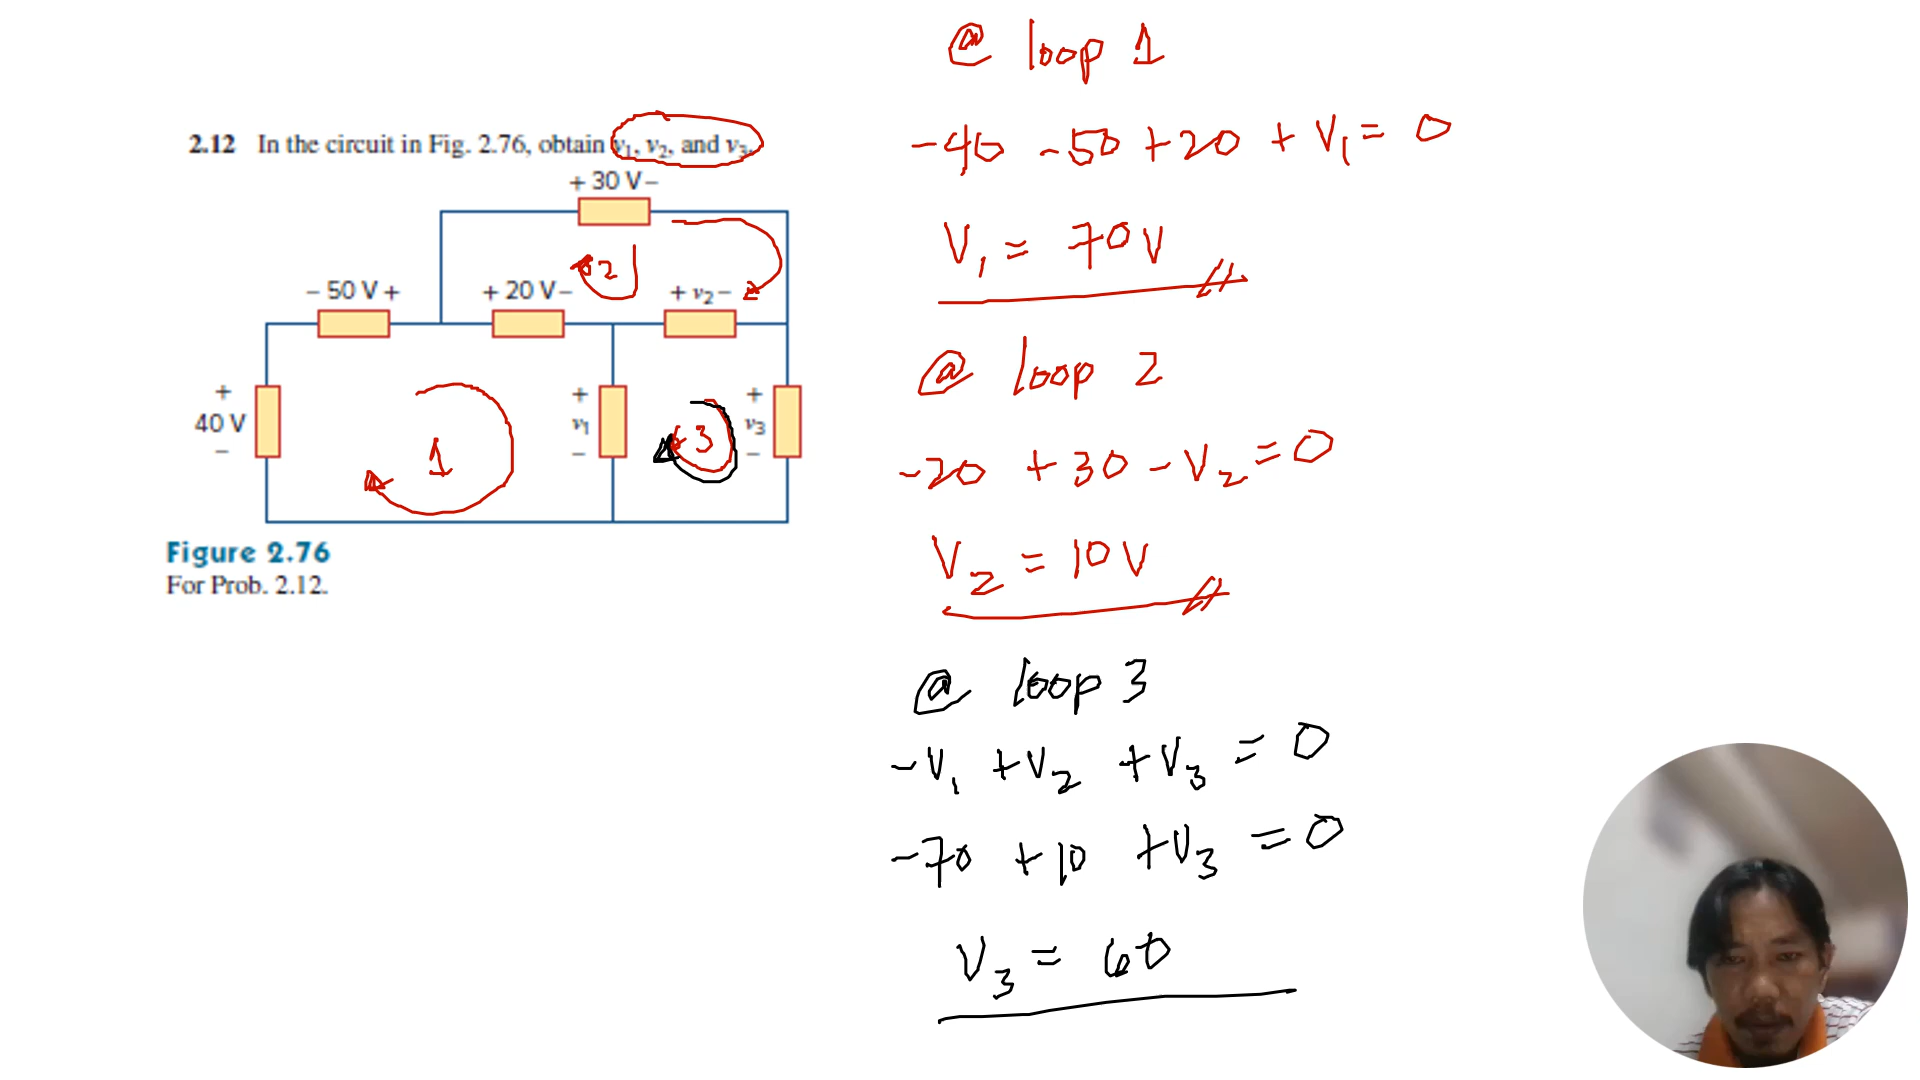 2.12 In the circuit in Fig. 2.76, obtain v1, v2, and v3.
+ 30 V −
− 50 V +
+ 20 V −
+ v2 −
2
+
40 V
−
1
+
v1
−
3
+
v3
−
Figure 2.76
For Prob. 2.12.
@ loop 1
-40 -50 +20 + V1 = 0
V1 = 70V
@ loop 2
-20 +30 -V2 = 0
V2 = 10V
@ loop 3
-V1 +V2 +V3 = 0
-70 +10 +V3 = 0
V3 = 60